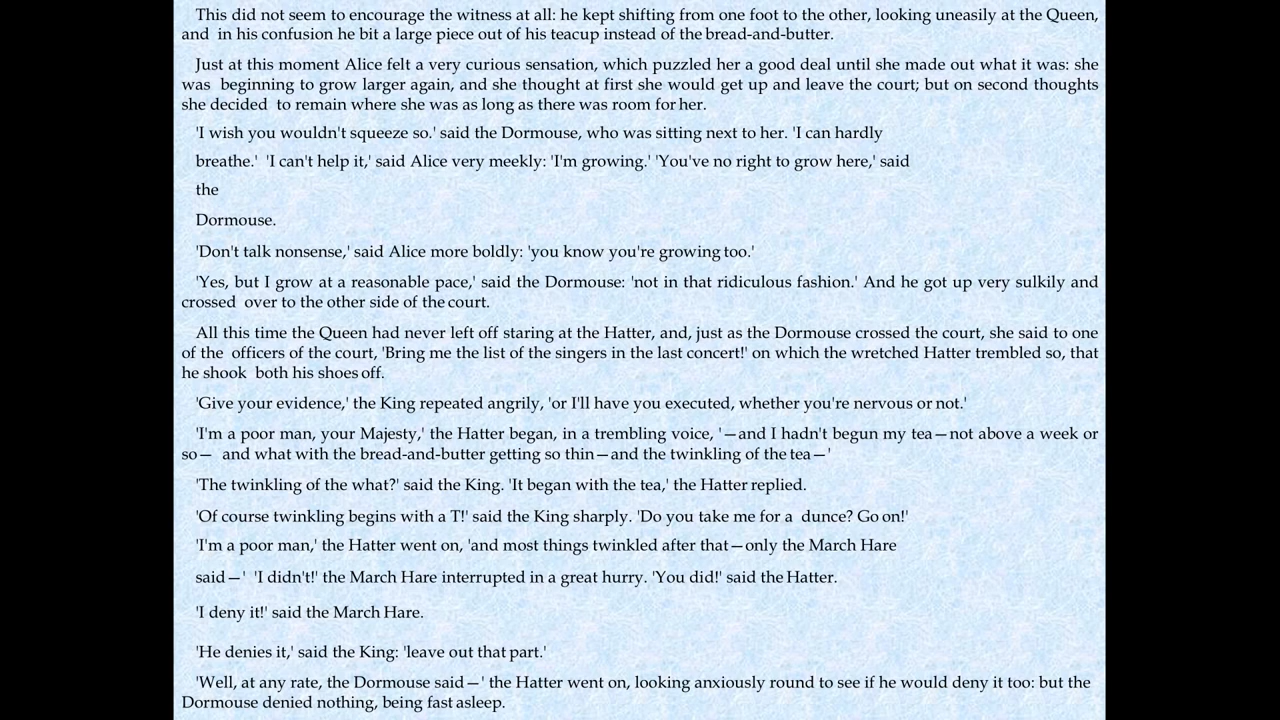 This did not seem to encourage the witness at all: he kept shifting from one foot to the other, looking uneasily at the Queen,
and in his confusion he bit a large piece out of his teacup instead of the bread-and-butter.
Just at this moment Alice felt a very curious sensation, which puzzled her a good deal until she made out what it was: she
was beginning to grow larger again, and she thought at first she would get up and leave the court; but on second thoughts
she decided to remain where she was as long as there was room for her.
'I wish you wouldn't squeeze so.' said the Dormouse, who was sitting next to her. 'I can hardly
breathe.' 'I can't help it,' said Alice very meekly: 'I'm growing.' 'You've no right to grow here,' said
the
Dormouse.
'Don't talk nonsense,' said Alice more boldly: 'you know you're growing too.'
'Yes, but I grow at a reasonable pace,' said the Dormouse: 'not in that ridiculous fashion.' And he got up very sulkily and
crossed over to the other side of the court.
All this time the Queen had never left off staring at the Hatter, and, just as the Dormouse crossed the court, she said to one
of the officers of the court, 'Bring me the list of the singers in the last concert!' on which the wretched Hatter trembled so, that
he shook both his shoes off.
'Give your evidence,' the King repeated angrily, 'or I'll have you executed, whether you're nervous or not.'
'I'm a poor man, your Majesty,' the Hatter began, in a trembling voice, '—and I hadn't begun my tea—not above a week or
so— and what with the bread-and-butter getting so thin—and the twinkling of the tea—'
'The twinkling of the what?' said the King. 'It began with the tea,' the Hatter replied.
'Of course twinkling begins with a T!' said the King sharply. 'Do you take me for a dunce? Go on!'
'I'm a poor man,' the Hatter went on, 'and most things twinkled after that—only the March Hare
said—' 'I didn't!' the March Hare interrupted in a great hurry. 'You did!' said the Hatter.
'I deny it!' said the March Hare.
'He denies it,' said the King: 'leave out that part.'
'Well, at any rate, the Dormouse said—' the Hatter went on, looking anxiously round to see if he would deny it too: but the
Dormouse denied nothing, being fast asleep.